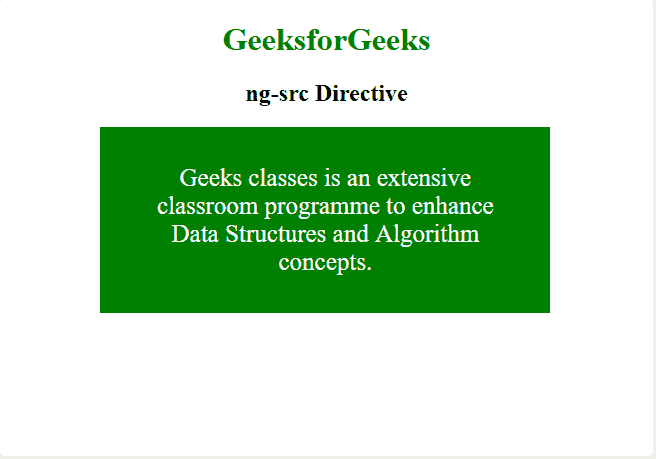 GeeksforGeeks
ng-src Directive
Geeks classes is an extensive
classroom programme to enhance
Data Structures and Algorithm
concepts.